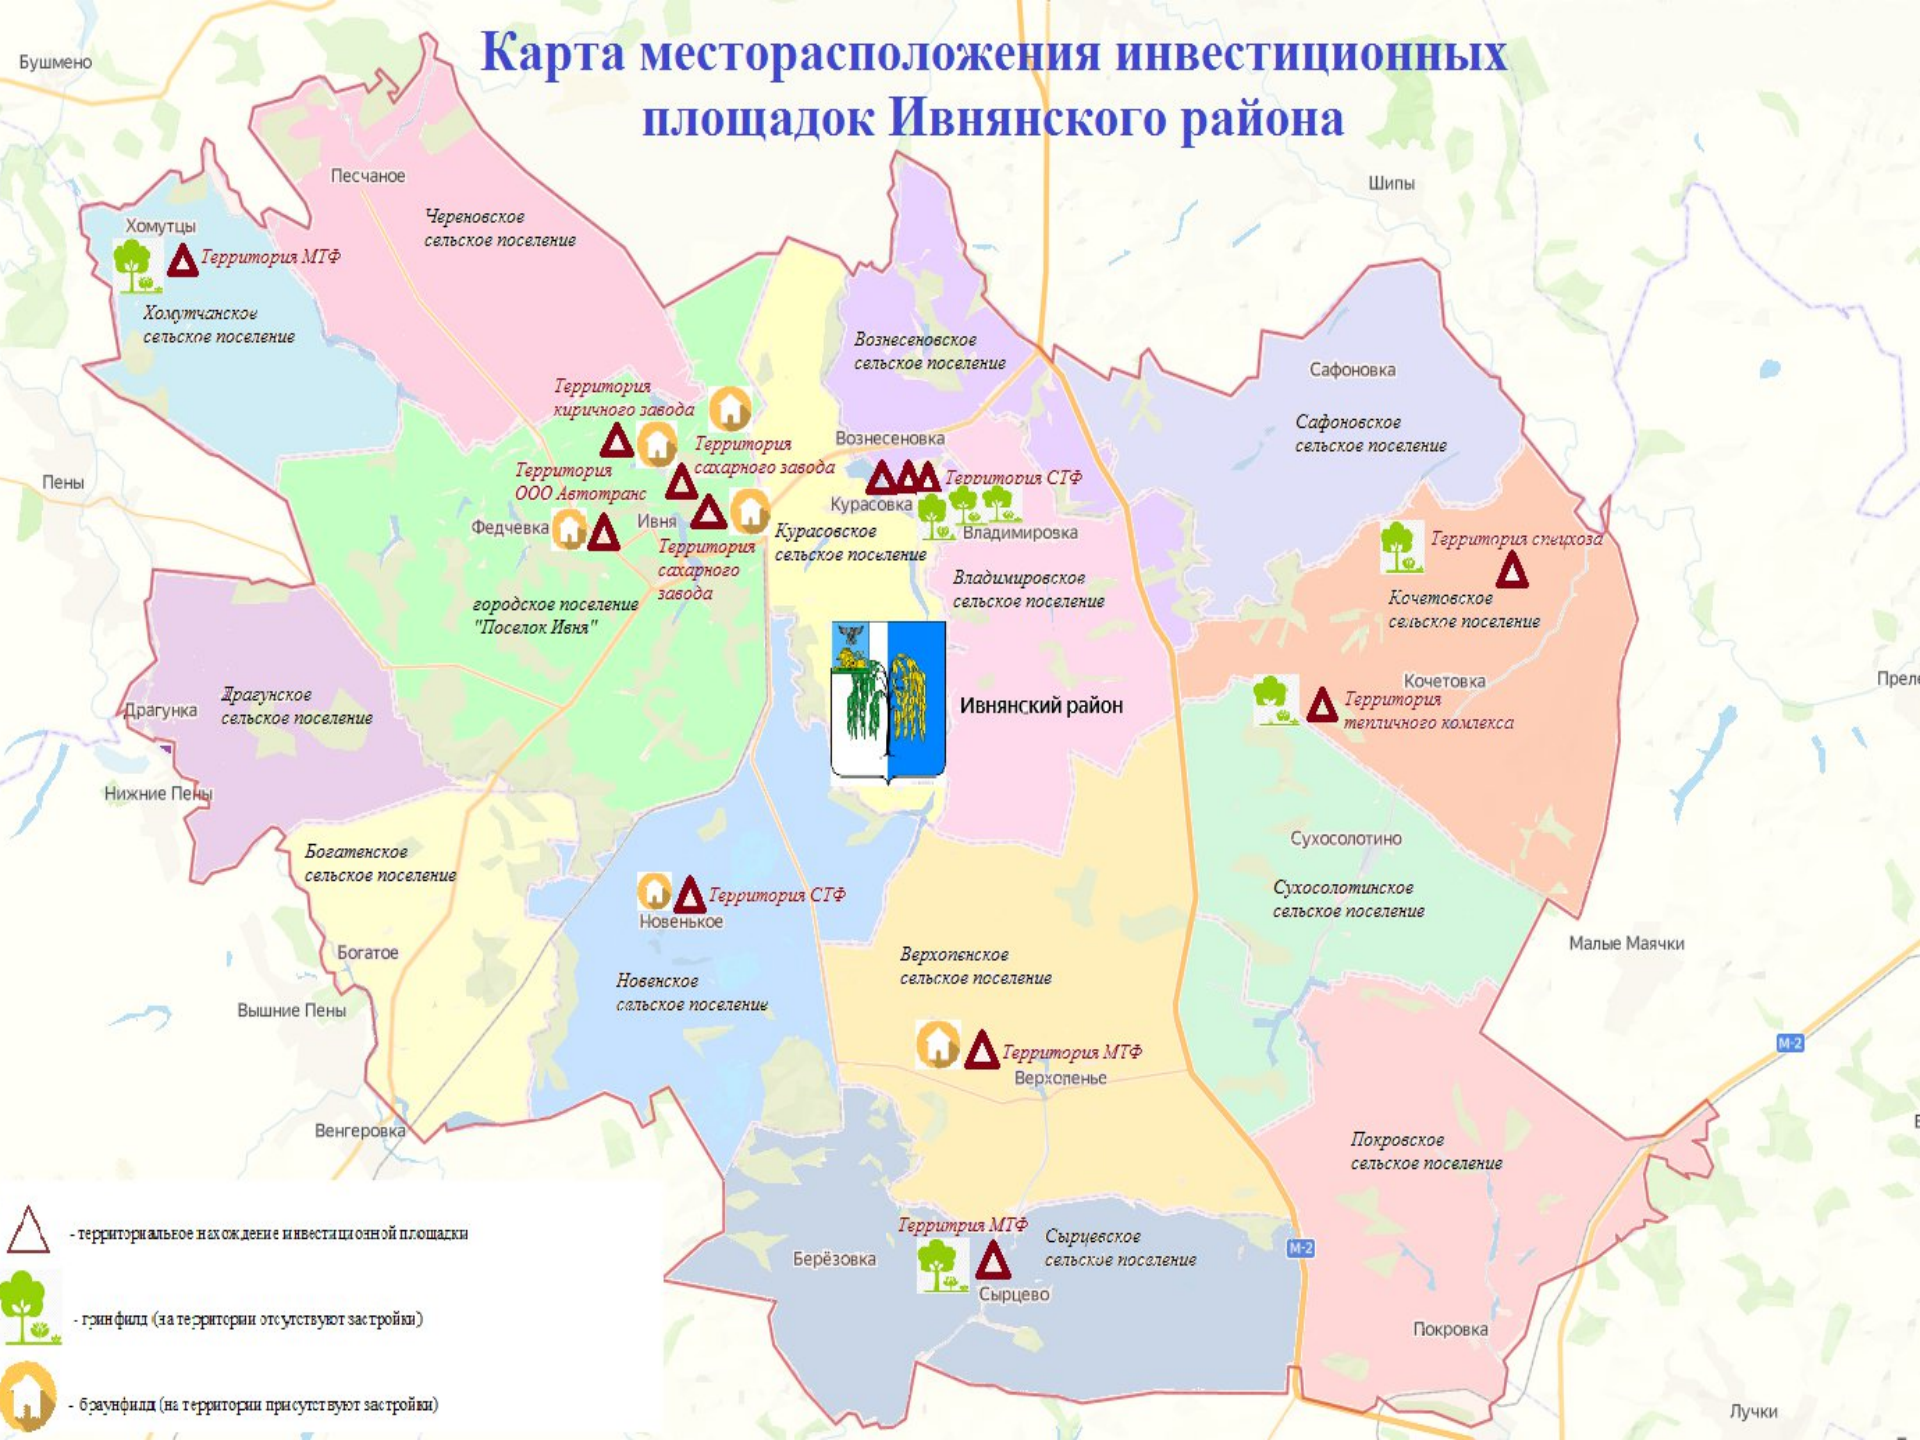 Карта месторасположения инвестиционных
площадок Ивнянского района
Бушмено
Песчаное
Шипы
Череновское
сельское поселение
Хомутцы
Территория МТФ
Хомутчанское
сельское поселение
Вознесеновское
сельское поселение
Сафоновка
Сафоновское
сельское поселение
Территория
киричного завода
Территория
сахарного завода
Вознесеновка
Территория
ООО Автотранс
Пены
Территория СТФ
Курасовка
Федчевка
Ивня
Курасовское
сельское поселение
Владимировка
Территория
сахарного
завода
Территория спецхоза
Владимировское
сельское поселение
Кочетовское
сельское поселение
городское поселение
"Поселок Ивня"
Драгунское
сельское поселение
Драгунка
Ивнянский район
Кочетовка
Территория
тепличного комлекса
Преле
Нижние Пены
Сухосолотино
Богатенское
сельское поселение
Сухосолотинское
сельское поселение
Территория СТФ
Новенькое
Малые Маячки
Богатое
Верхопенское
сельское поселение
Новенское
сальское поселение
Вышние Пены
М-2
Территория МТФ
Верхопенье
Венгеровка
Покровское
сельское поселение
Территрия МТФ
Сырцевское
сельское поселение
М-2
Берёзовка
Сырцево
Покровка
Лучки
- территориальное нахождение инвестиционной площадки
- гринфилд (на территории отсутствуют застройки)
- браунфилд (на территории присутствуют застройки)